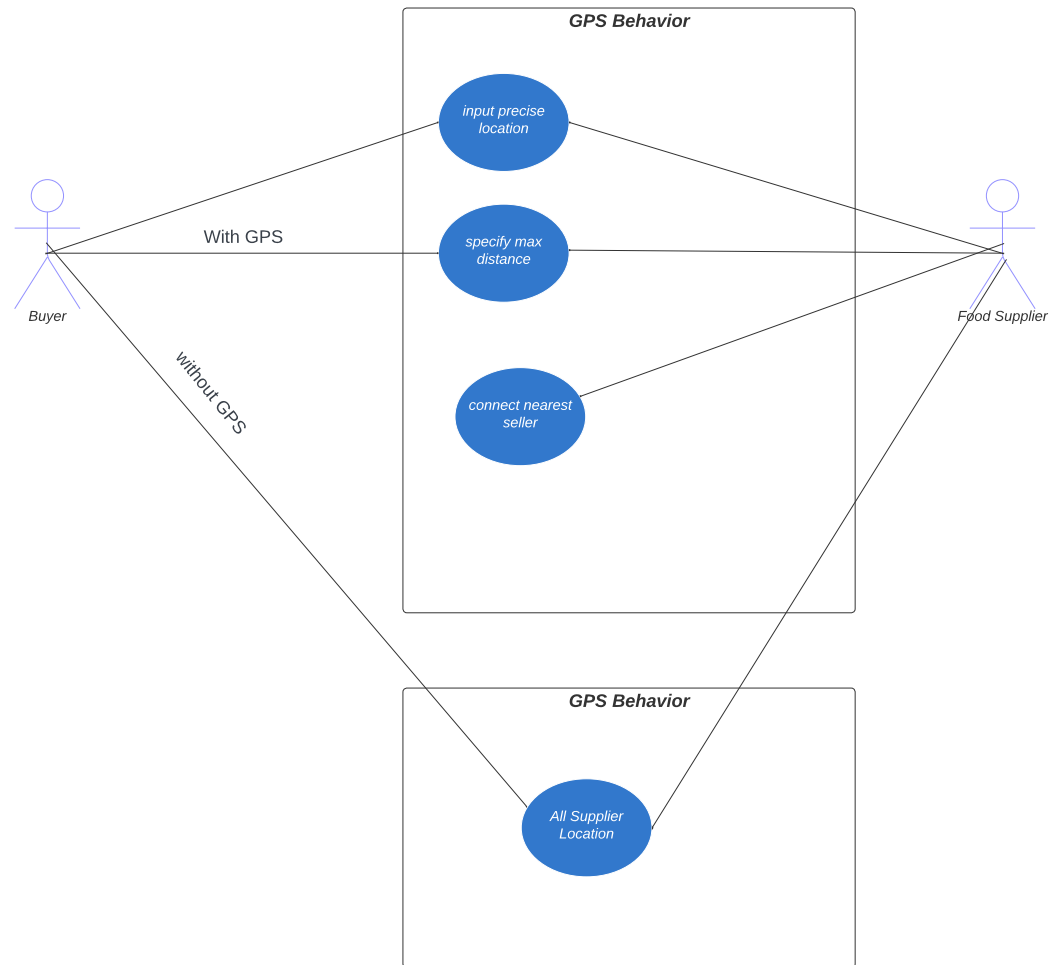 GPS Behavior
input precise
location
With GPS
specify max
distance
Buyer
Food Supplier
without GPS
connect nearest
seller
GPS Behavior
All Supplier
Location